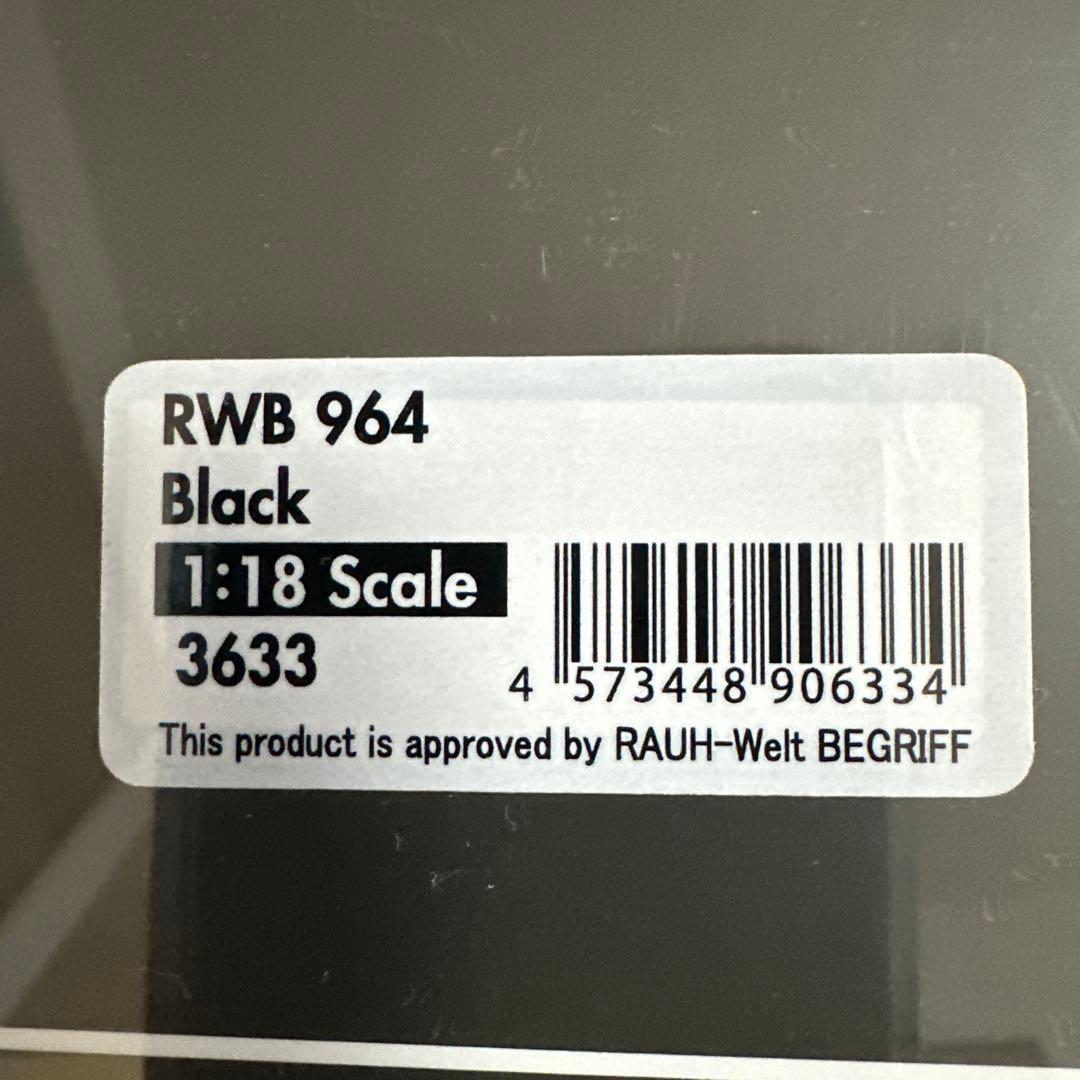 RWB 964
Black
1:18 Scale
3633
4 573448 906334
This product is approved by RAUH-Welt BEGRIFF